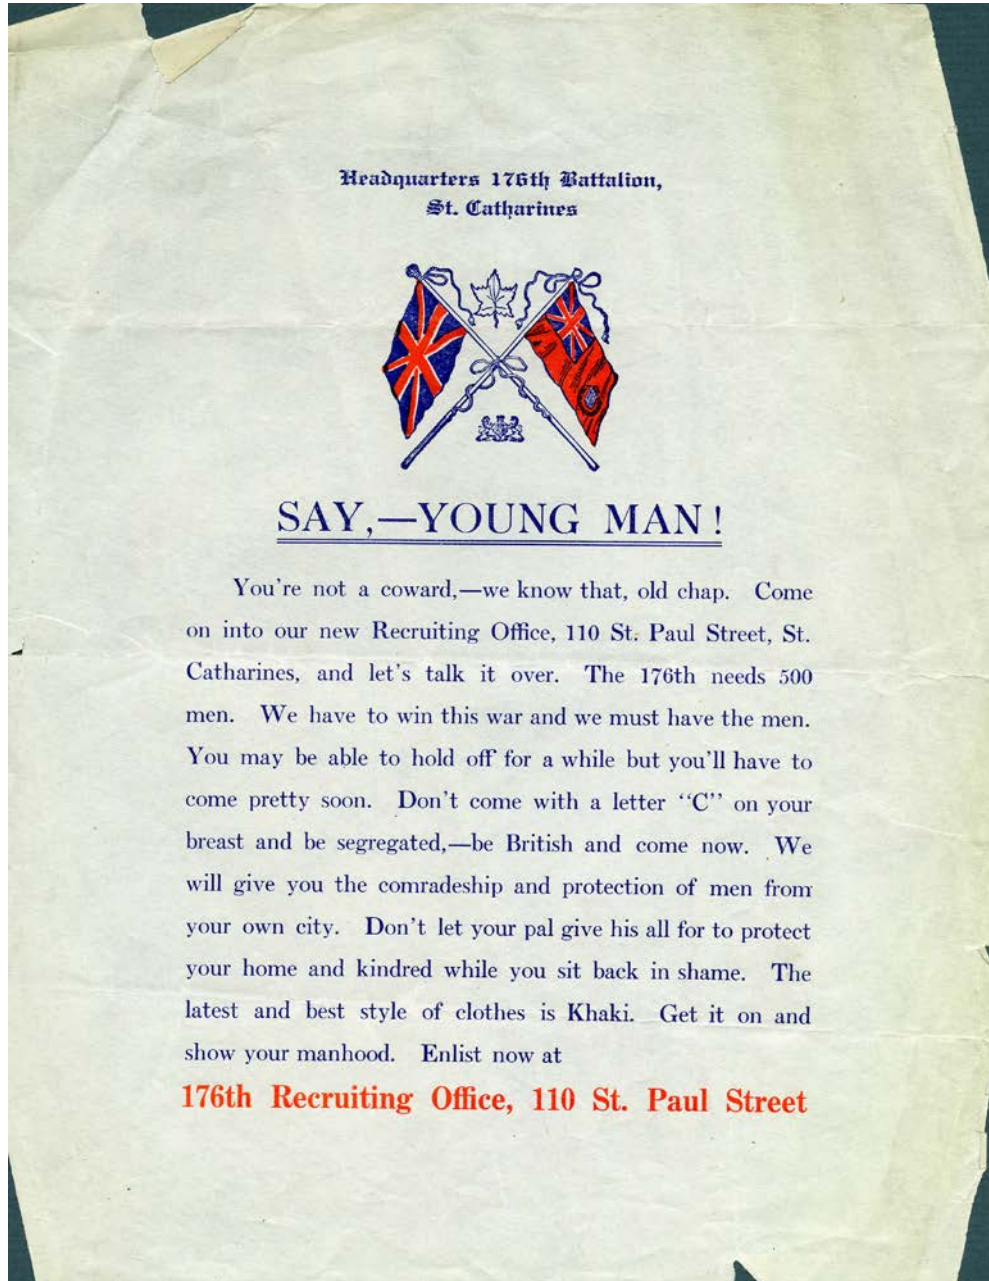 Headquarters 176th Battalion,
St. Catharines
SAY,—YOUNG MAN!
You're not a coward,—we know that, old chap. Come
on into our new Recruiting Office, 110 St. Paul Street, St.
Catharines, and let's talk it over. The 176th needs 500
men. We have to win this war and we must have the men.
You may be able to hold off for a while but you'll have to
come pretty soon. Don't come with a letter "C" on your
breast and be segregated,—be British and come now. We
will give you the comradeship and protection of men from
your own city. Don't let your pal give his all for to protect
your home and kindred while you sit back in shame. The
latest and best style of clothes is Khaki. Get it on and
show your manhood. Enlist now at
176th Recruiting Office, 110 St. Paul Street